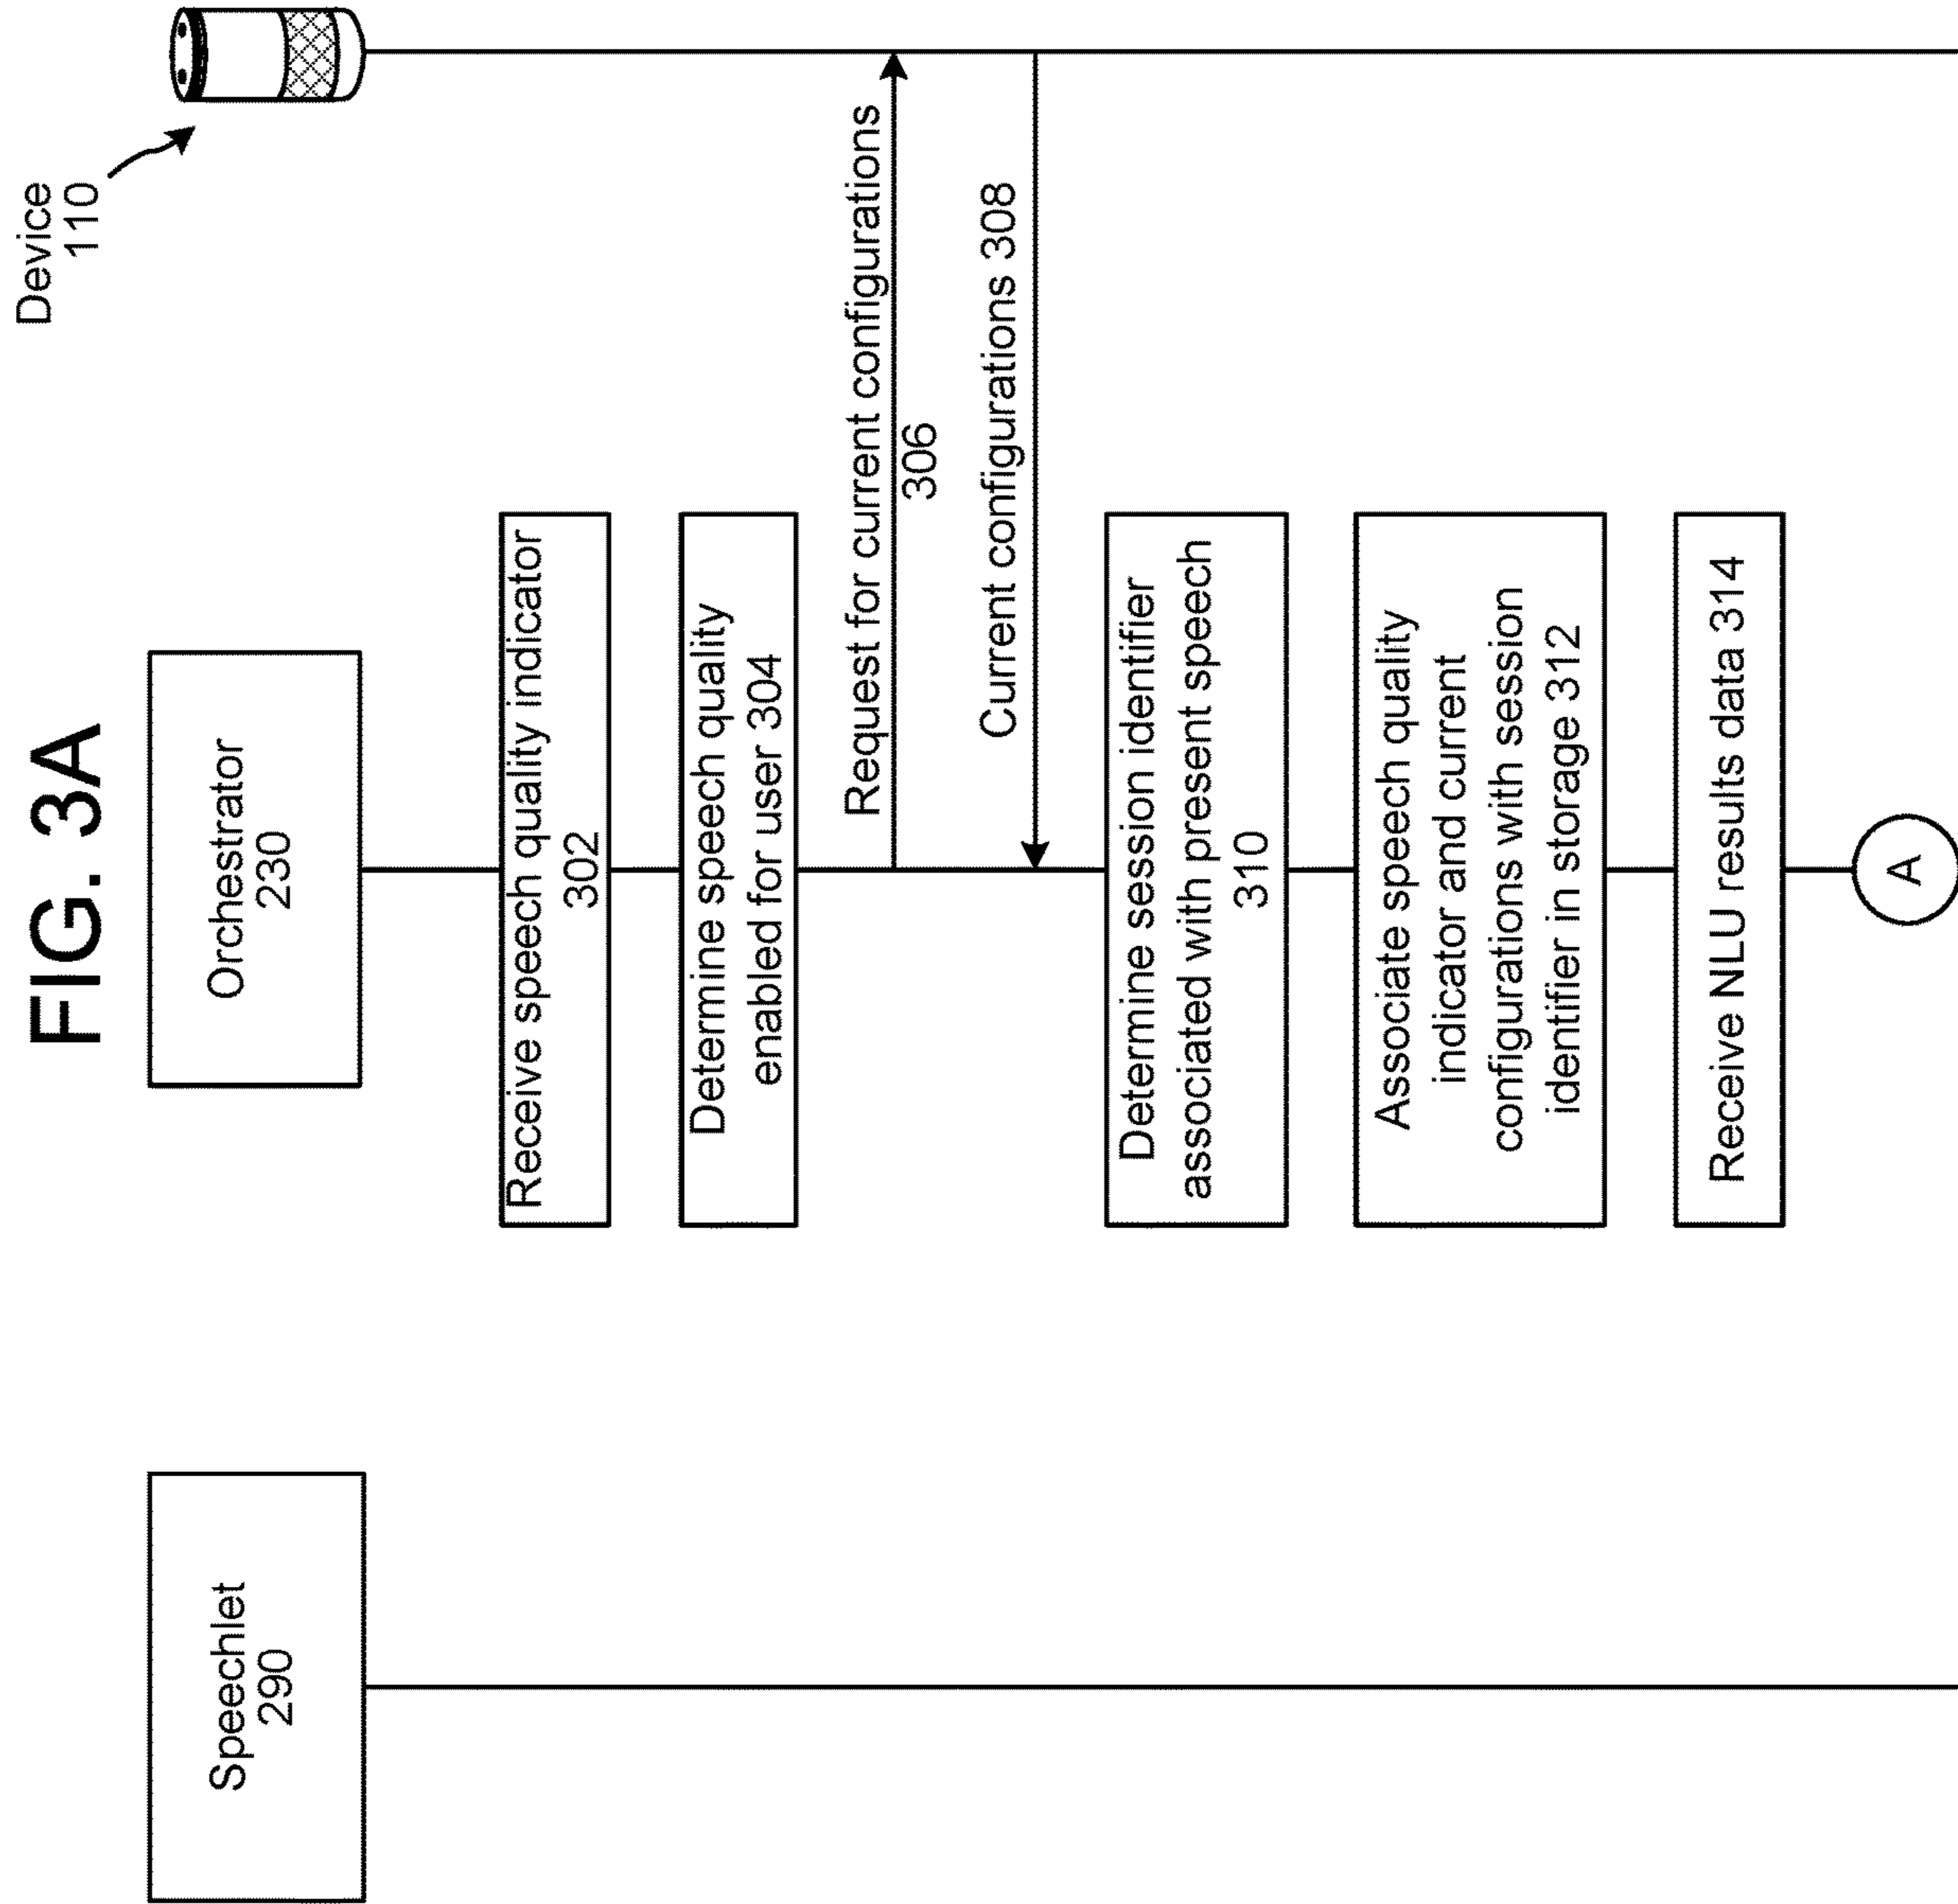 FIG. 3A
Speechlet
290
Orchestrator
230
Device
110
Receive speech quality indicator
302
Determine speech quality
enabled for user 304
Request for current configurations
306
Current configurations 308
Determine session identifier
associated with present speech
310
Associate speech quality
indicator and current
configurations with session
identifier in storage 312
Receive NLU results data 314
A